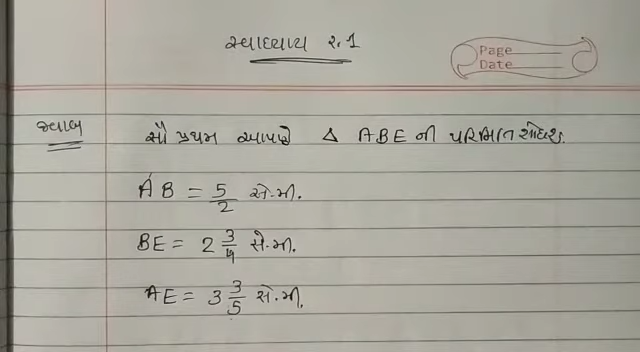 સ્વાધ્યાય ૨.1
Page
Date
જવાબ
સૌ પ્રથમ આપણે △ ABE ની પરિમિતિ શોધીશું.
AB = 5/2 સે.મી.
BE = 2 3/4 સે.મી.
AE = 3 3/5 સે.મી.